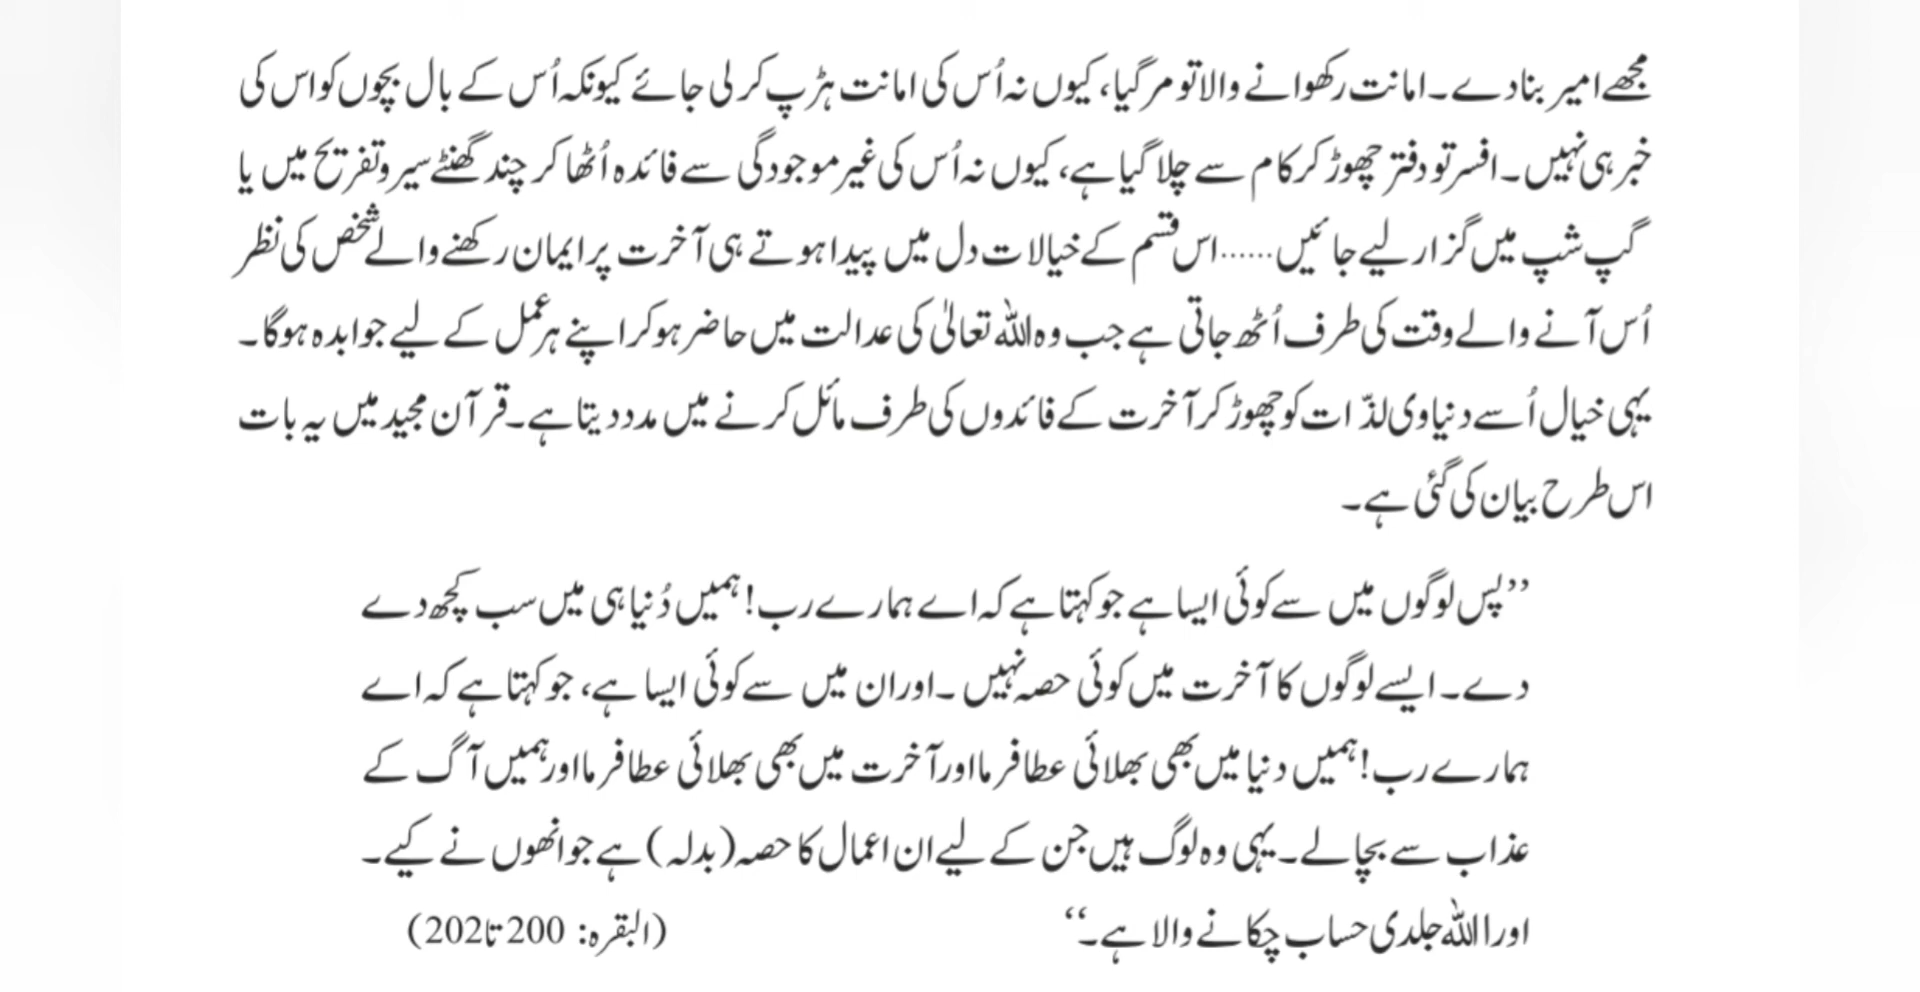 مجھے امیر بنا دے۔ امانت رکھوانے والا تو مر گیا، کیوں نہ اُس کی امانت ہڑپ کر لی جائے کیونکہ اُس کے بال بچوں کو اس کی
خبر ہی نہیں۔ افسر تو دفتر چھوڑ کر کام سے چلا گیا ہے، کیوں نہ اُس کی غیر موجودگی سے فائدہ اُٹھا کر چند گھنٹے سیر و تفریح میں یا
گپ شپ میں گزار لیے جائیں......اس قسم کے خیالات دل میں پیدا ہوتے ہی آخرت پر ایمان رکھنے والے شخص کی نظر
اُس آنے والے وقت کی طرف اُٹھ جاتی ہے جب وہ اللہ تعالیٰ کی عدالت میں حاضر ہو کر اپنے ہر عمل کے لیے جوابدہ ہوگا۔
یہی خیال اُسے دنیاوی لذّات کو چھوڑ کر آخرت کے فائدوں کی طرف مائل کرنے میں مدد دیتا ہے۔ قرآن مجید میں یہ بات
اس طرح بیان کی گئی ہے۔
’’پس لوگوں میں سے کوئی ایسا ہے جو کہتا ہے کہ اے ہمارے رب! ہمیں دُنیا ہی میں سب کچھ دے
دے۔ ایسے لوگوں کا آخرت میں کوئی حصہ نہیں۔ اور ان میں سے کوئی ایسا ہے، جو کہتا ہے کہ اے
ہمارے رب! ہمیں دنیا میں بھی بھلائی عطا فرما اور آخرت میں بھی بھلائی عطا فرما اور ہمیں آگ کے
عذاب سے بچا لے۔ یہی وہ لوگ ہیں جن کے لیے ان اعمال کا حصہ (بدلہ) ہے جو انھوں نے کیے۔
اور اللہ جلدی حساب چکانے والا ہے۔‘‘ (البقرہ: 200 تا 202)